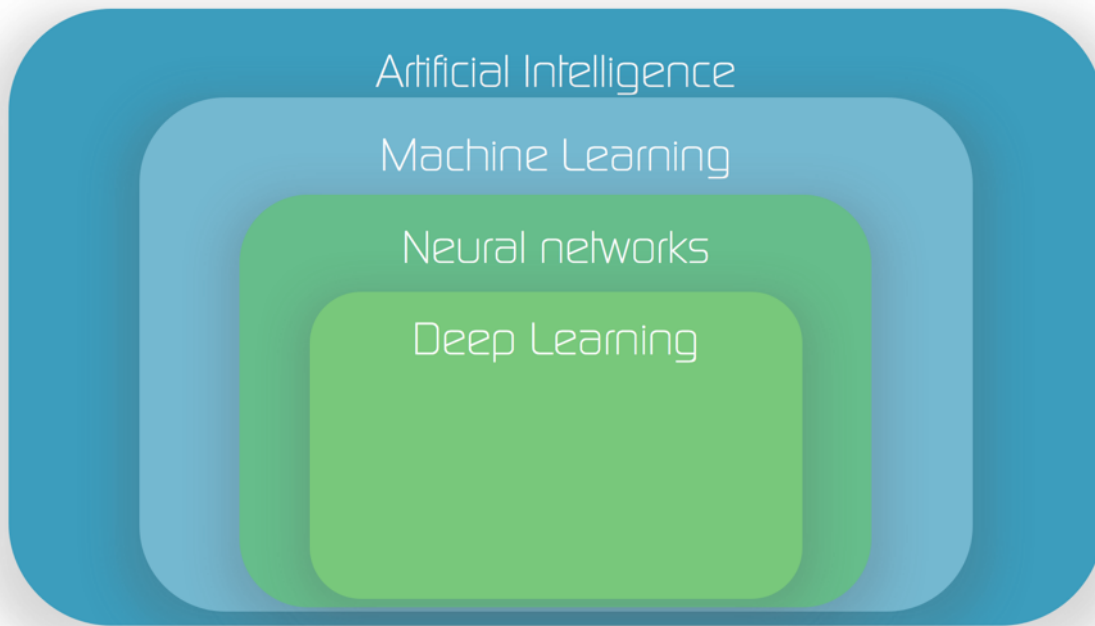 Artificial Intelligence
Machine Learning
Neural networks
Deep Learning